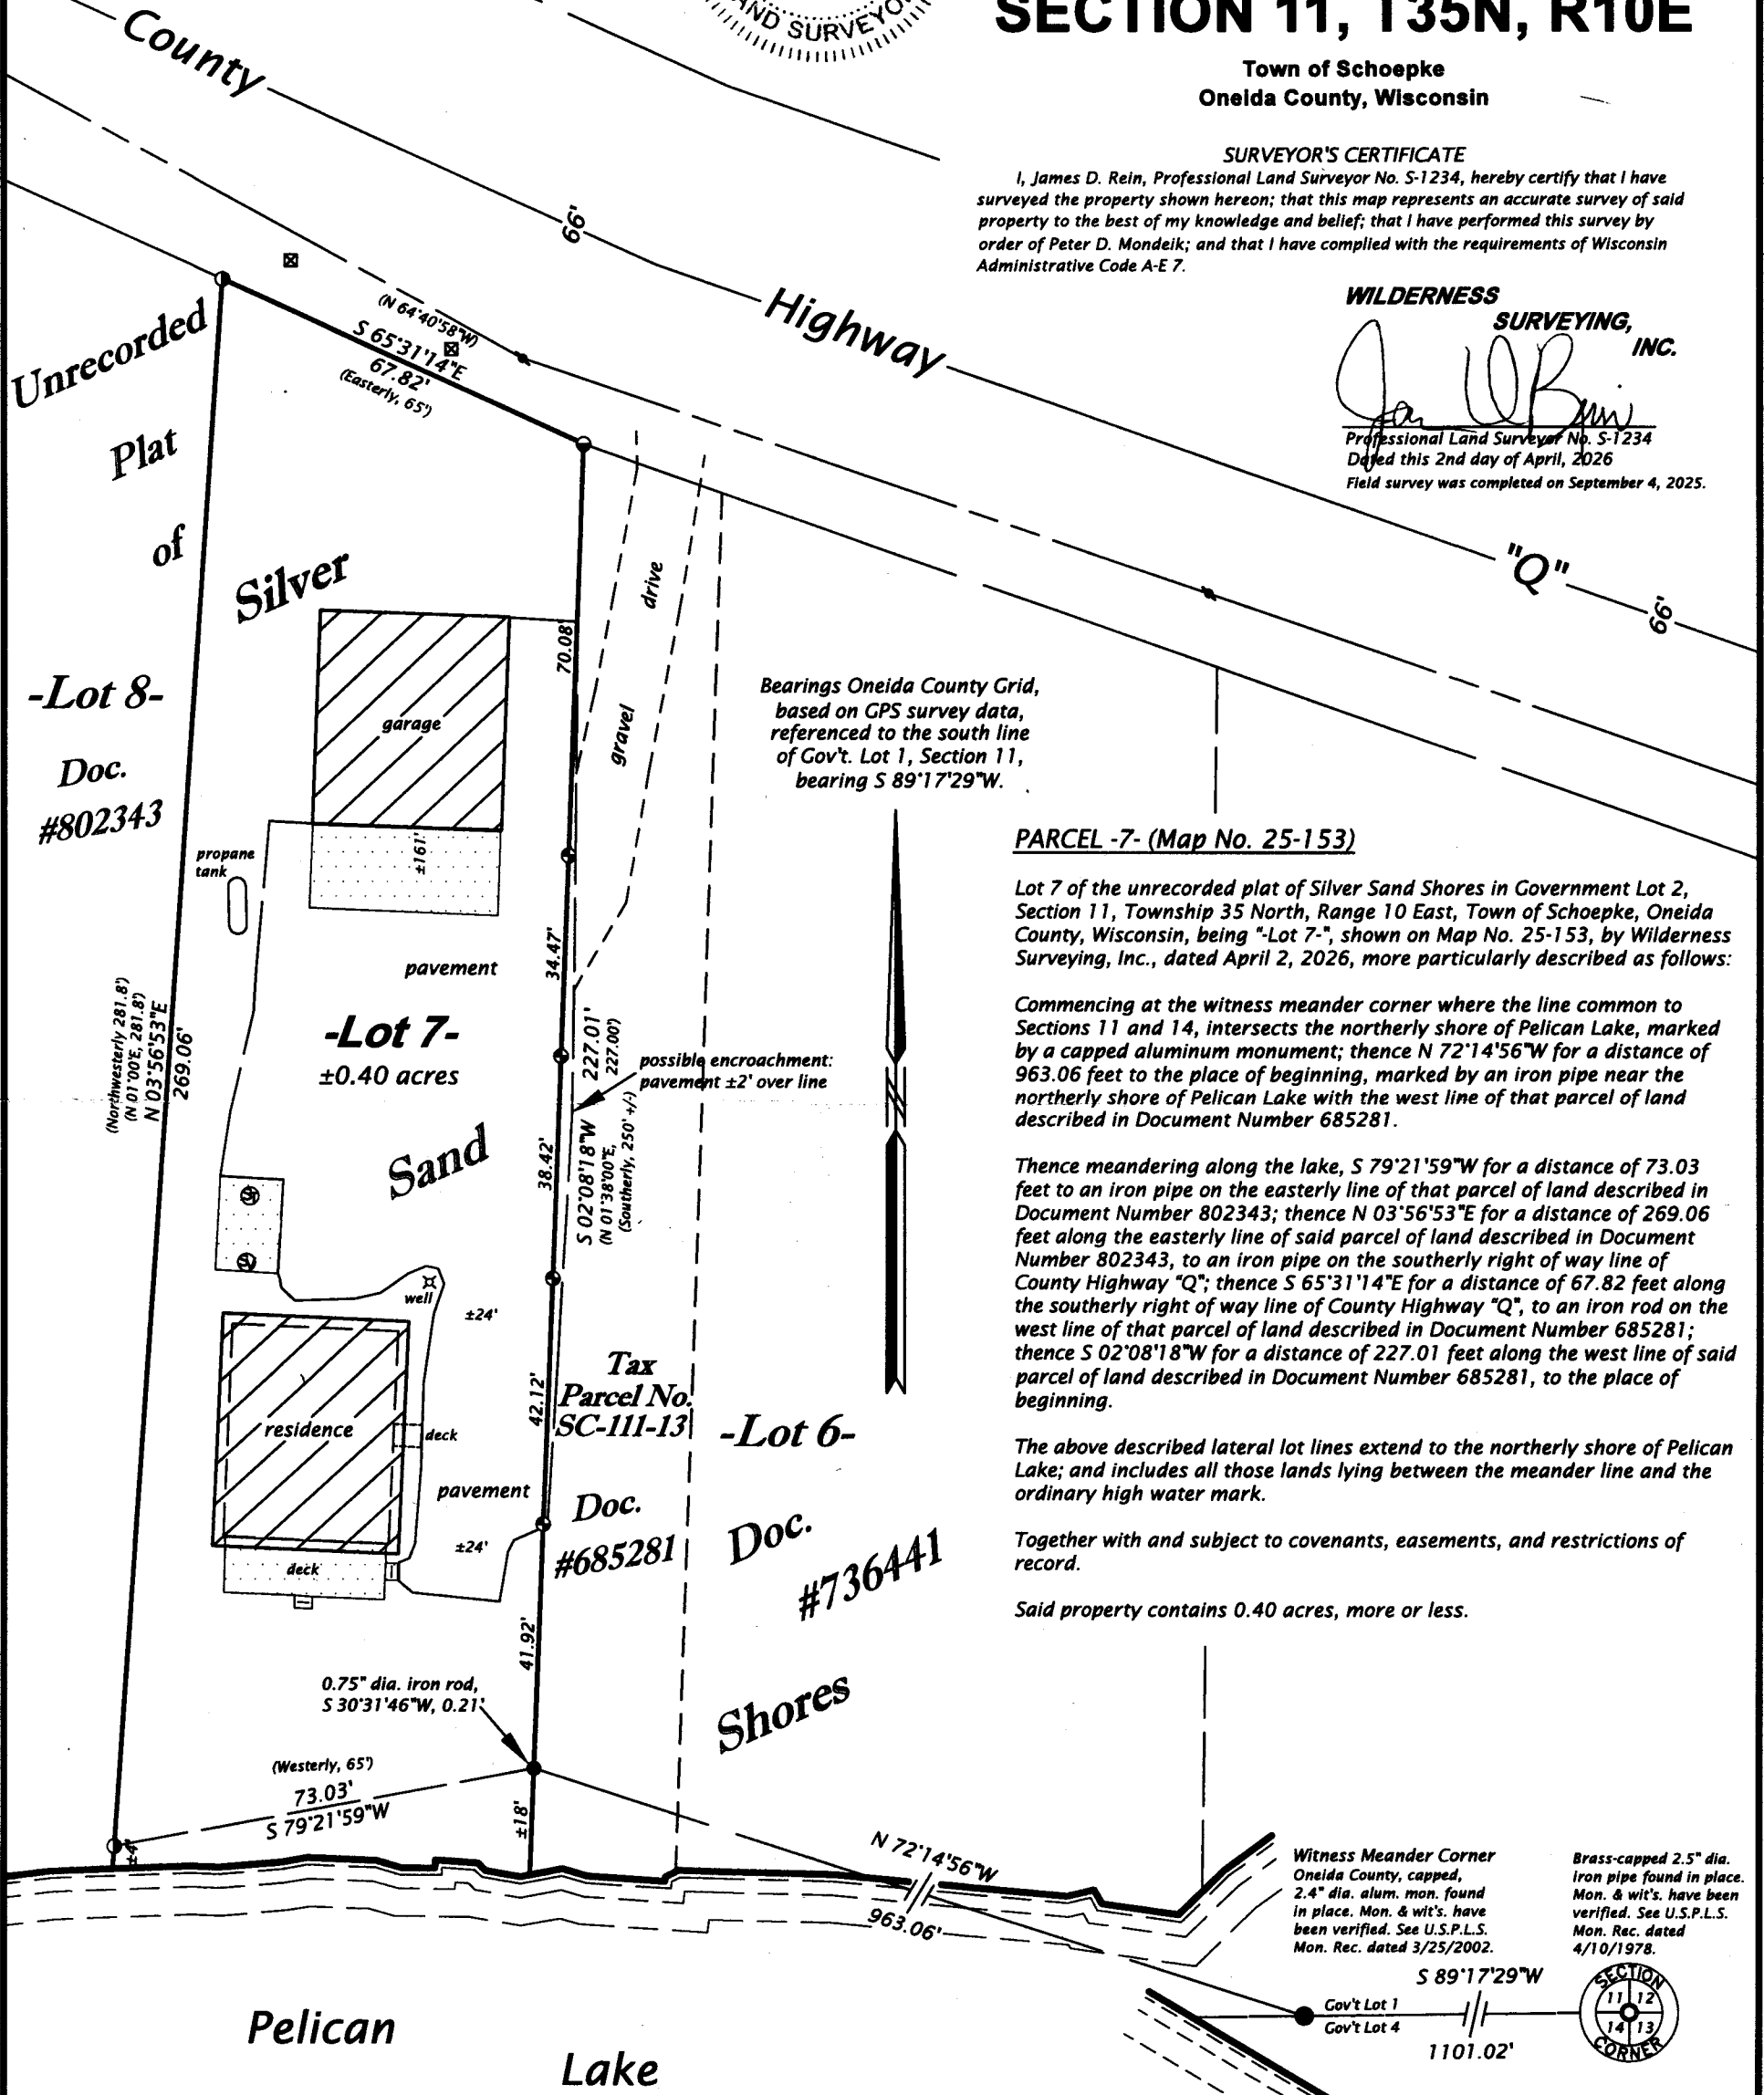 AND SURVEYOR
SECTION 11, T35N, R10E
Town of Schoepke
Oneida County, Wisconsin
SURVEYOR'S CERTIFICATE
I, James D. Rein, Professional Land Surveyor No. S-1234, hereby certify that I have
surveyed the property shown hereon; that this map represents an accurate survey of said
property to the best of my knowledge and belief; that I have performed this survey by
order of Peter D. Mondeik; and that I have complied with the requirements of Wisconsin
Administrative Code A-E 7.
WILDERNESS
SURVEYING,
INC.
Professional Land Surveyor No. S-1234
Dated this 2nd day of April, 2026
Field survey was completed on September 4, 2025.
County
Highway
"Q"
66'
66'
(N 64°40'58"W)
S 65°31'14"E
67.82'
(Easterly, 65')
Unrecorded
Plat
of
Silver
Sand
Shores
-Lot 8-
Doc.
#802343
garage
±161'
propane
tank
pavement
-Lot 7-
±0.40 acres
(Northwesterly 281.8')
(N 01°00'E, 281.8')
N 03°56'53"E
269.06'
drive
gravel
70.08'
34.47'
38.42'
42.12'
41.92'
227.01'
227.00')
S 02°08'18"W
(N 01°38'00"E,
(Southerly, 250' +/-)
possible encroachment:
pavement ±2' over line
Bearings Oneida County Grid,
based on GPS survey data,
referenced to the south line
of Gov't. Lot 1, Section 11,
bearing S 89°17'29"W.
well
±24'
residence
deck
pavement
±24'
deck
Tax
Parcel No.
SC-111-13
Doc.
#685281
-Lot 6-
Doc.
#736441
0.75" dia. iron rod,
S 30°31'46"W, 0.21'
(Westerly, 65')
73.03'
S 79°21'59"W
±4'
±18'
N 72°14'56"W
963.06'
PARCEL -7- (Map No. 25-153)
Lot 7 of the unrecorded plat of Silver Sand Shores in Government Lot 2,
Section 11, Township 35 North, Range 10 East, Town of Schoepke, Oneida
County, Wisconsin, being "-Lot 7-", shown on Map No. 25-153, by Wilderness
Surveying, Inc., dated April 2, 2026, more particularly described as follows:
Commencing at the witness meander corner where the line common to
Sections 11 and 14, intersects the northerly shore of Pelican Lake, marked
by a capped aluminum monument; thence N 72°14'56"W for a distance of
963.06 feet to the place of beginning, marked by an iron pipe near the
northerly shore of Pelican Lake with the west line of that parcel of land
described in Document Number 685281.
Thence meandering along the lake, S 79°21'59"W for a distance of 73.03
feet to an iron pipe on the easterly line of that parcel of land described in
Document Number 802343; thence N 03°56'53"E for a distance of 269.06
feet along the easterly line of said parcel of land described in Document
Number 802343, to an iron pipe on the southerly right of way line of
County Highway "Q"; thence S 65°31'14"E for a distance of 67.82 feet along
the southerly right of way line of County Highway "Q", to an iron rod on the
west line of that parcel of land described in Document Number 685281;
thence S 02°08'18"W for a distance of 227.01 feet along the west line of said
parcel of land described in Document Number 685281, to the place of
beginning.
The above described lateral lot lines extend to the northerly shore of Pelican
Lake; and includes all those lands lying between the meander line and the
ordinary high water mark.
Together with and subject to covenants, easements, and restrictions of
record.
Said property contains 0.40 acres, more or less.
Witness Meander Corner
Oneida County, capped,
2.4" dia. alum. mon. found
in place. Mon. & wit's. have
been verified. See U.S.P.L.S.
Mon. Rec. dated 3/25/2002.
Brass-capped 2.5" dia.
iron pipe found in place.
Mon. & wit's. have been
verified. See U.S.P.L.S.
Mon. Rec. dated
4/10/1978.
S 89°17'29"W
Gov't Lot 1
Gov't Lot 4
1101.02'
SECTION
11 12
14 13
CORNER
Pelican
Lake